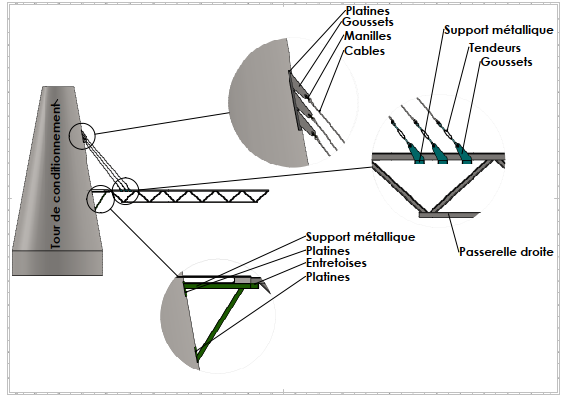 Platines
Goussets
Manilles
Cables
Support métallique
Tendeurs
Goussets
Tour de conditionnement
Passerelle droite
Support métallique
Platines
Entretoises
Platines